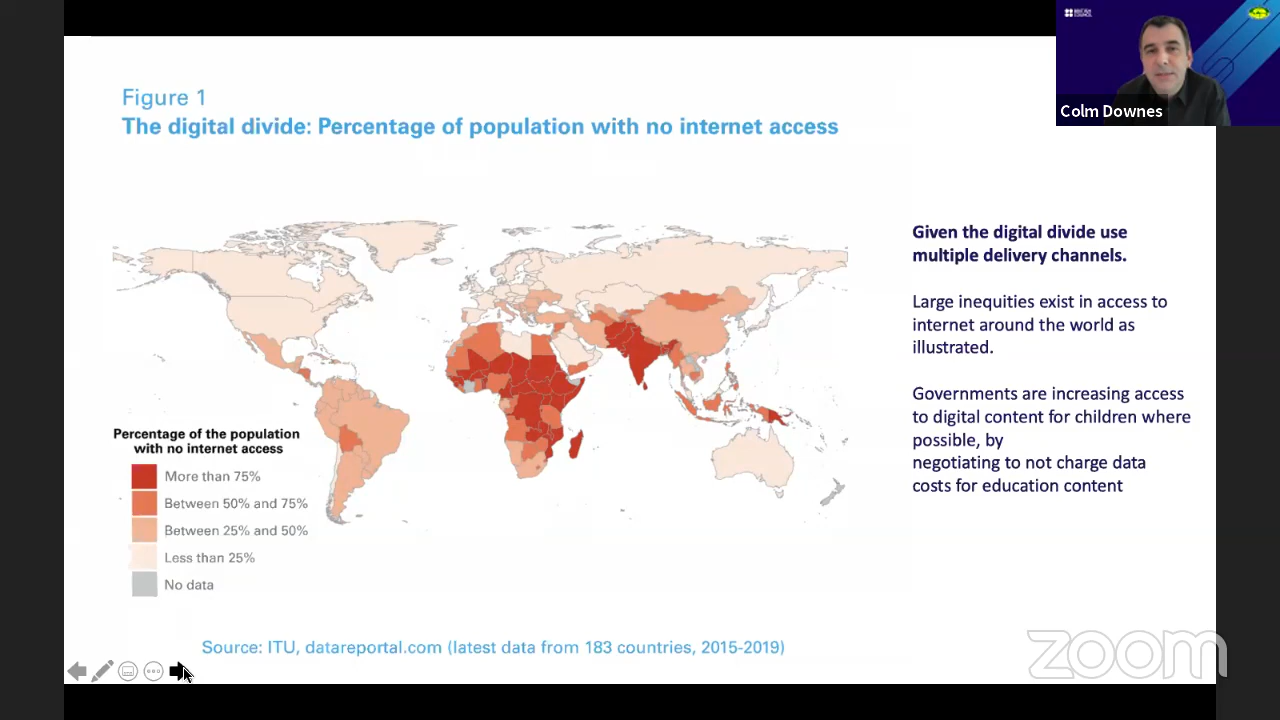 BRITISH
COUNCIL
Colm Downes
Figure 1
The digital divide: Percentage of population with no internet access
Given the digital divide use
multiple delivery channels.
Large inequities exist in access to
internet around the world as
illustrated.
Governments are increasing access
to digital content for children where
possible, by
negotiating to not charge data
costs for education content
Percentage of the population
with no internet access
More than 75%
Between 50% and 75%
Between 25% and 50%
Less than 25%
No data
Source: ITU, datareportal.com (latest data from 183 countries, 2015-2019)
zoom